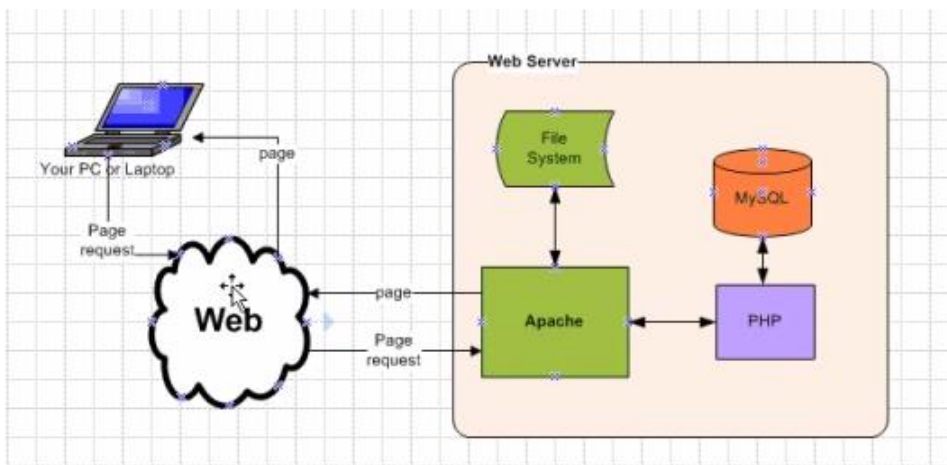 Web Server
File
System
page
Your PC or Laptop
MySQL
Page
request
page
Web
Apache
PHP
Page
request